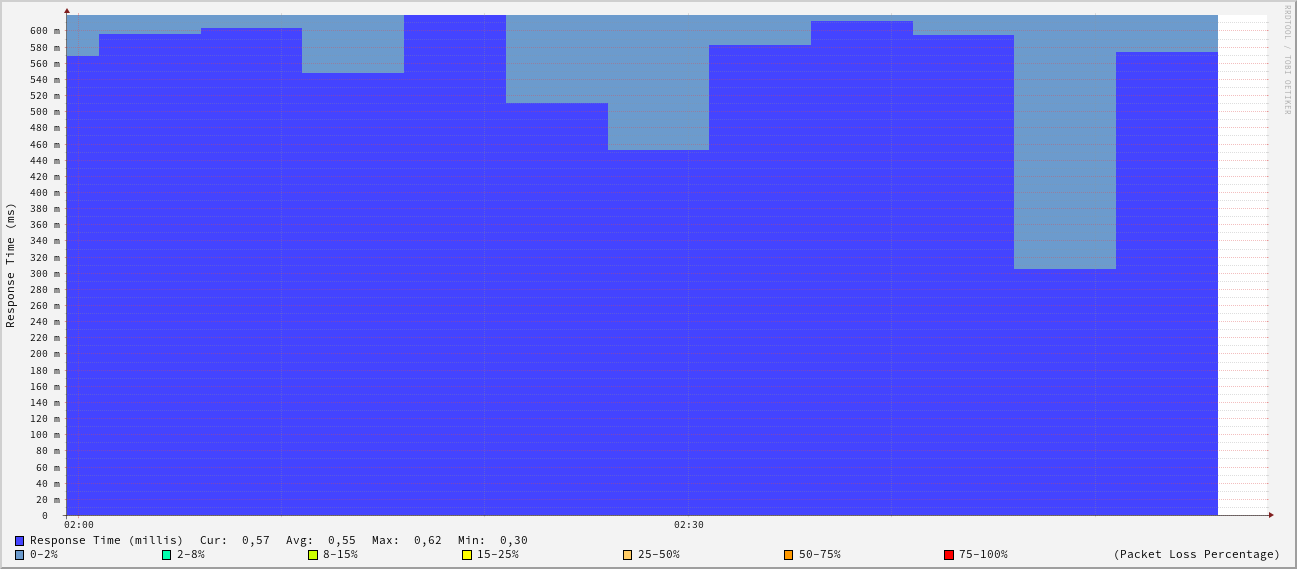 RRDTOOL / TOBI OETIKER
Response Time (ms)
600 m
580 m
560 m
540 m
520 m
500 m
480 m
460 m
440 m
420 m
400 m
380 m
360 m
340 m
320 m
300 m
280 m
260 m
240 m
220 m
200 m
180 m
160 m
140 m
120 m
100 m
80 m
60 m
40 m
20 m
0
02:00 02:30
Response Time (millis) Cur: 0,57 Avg: 0,55 Max: 0,62 Min: 0,30
0-2% 2-8% 8-15% 15-25% 25-50% 50-75% 75-100% (Packet Loss Percentage)